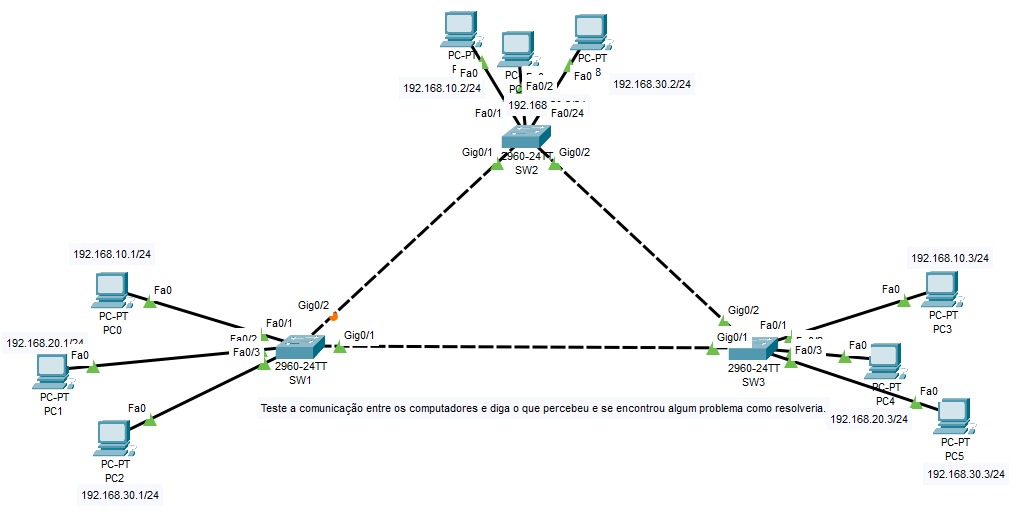 PC-PT
Fa0
192.168.10.2/24
PC-PT
8
Fa0
192.168.30.2/24
Fa0/2
192.168
Fa0/1
Fa0/24
Gig0/1
2960-24TT
Gig0/2
SW2
192.168.10.1/24
Fa0
PC-PT
PC0
Fa0/1
Gig0/2
192.168.20.1/24
Fa0
PC-PT
PC1
Fa0/2
Fa0/3
Gig0/1
2960-24TT
SW1
Fa0
PC-PT
PC2
192.168.30.1/24
192.168.10.3/24
Fa0
PC-PT
PC3
Gig0/2
Fa0/1
Gig0/1
Fa0/3
2960-24TT
SW3
Fa0
PC-PT
PC4
192.168.20.3/24
Fa0
PC-PT
PC5
192.168.30.3/24
Teste a comunicação entre os computadores e diga o que percebeu e se encontrou algum problema como resolveria.